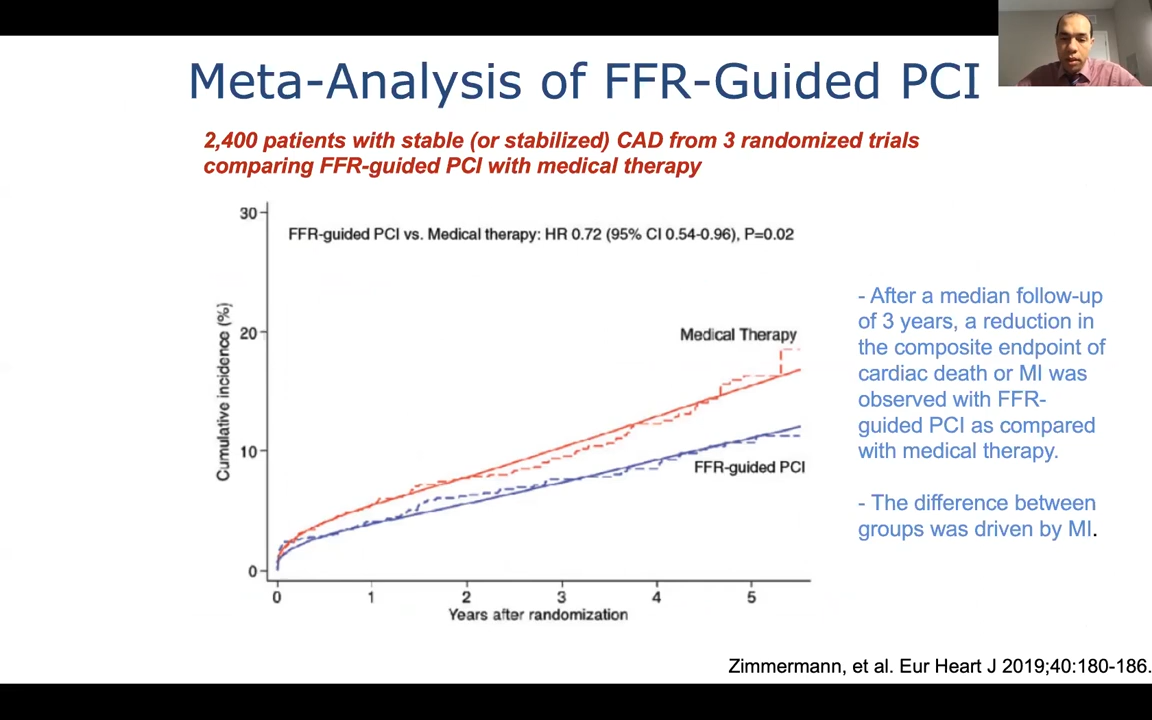 Meta-Analysis of FFR-Guided PCI
2,400 patients with stable (or stabilized) CAD from 3 randomized trials
comparing FFR-guided PCI with medical therapy
30
FFR-guided PCI vs. Medical therapy: HR 0.72 (95% CI 0.54-0.96), P=0.02
Cumulative incidence (%)
20
Medical Therapy
10
FFR-guided PCI
0
0 1 2 3 4 5
Years after randomization
- After a median follow-up
of 3 years, a reduction in
the composite endpoint of
cardiac death or MI was
observed with FFR-
guided PCI as compared
with medical therapy.
- The difference between
groups was driven by MI.
Zimmermann, et al. Eur Heart J 2019;40:180-186.